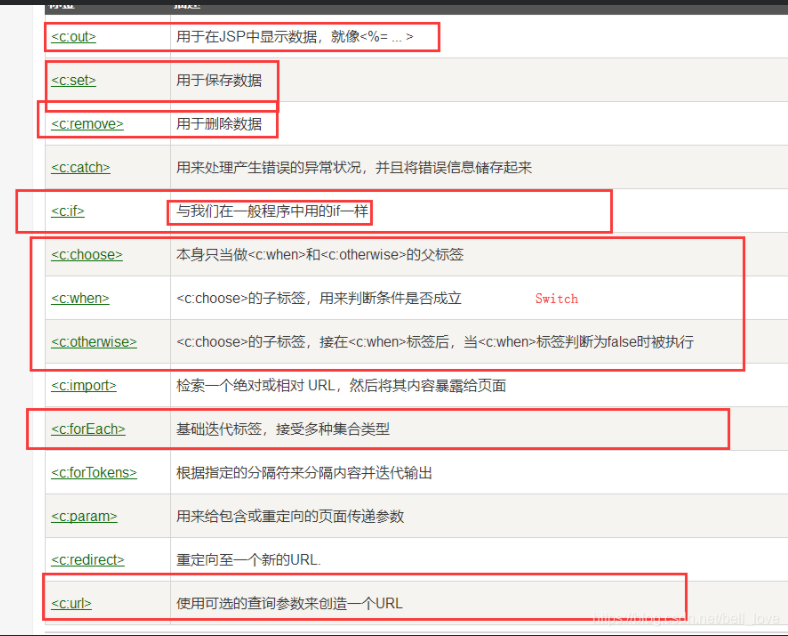 标签 描述
<c:out> 用于在JSP中显示数据，就像<%= ... >
<c:set> 用于保存数据
<c:remove> 用于删除数据
<c:catch> 用来处理产生错误的异常状况，并且将错误信息储存起来
<c:if> 与我们在一般程序中用的if一样
<c:choose> 本身只当做<c:when>和<c:otherwise>的父标签
<c:when> <c:choose>的子标签，用来判断条件是否成立 Switch
<c:otherwise> <c:choose>的子标签，接在<c:when>标签后，当<c:when>标签判断为false时被执行
<c:import> 检索一个绝对或相对 URL，然后将其内容暴露给页面
<c:forEach> 基础迭代标签，接受多种集合类型
<c:forTokens> 根据指定的分隔符来分隔内容并迭代输出
<c:param> 用来给包含或重定向的页面传递参数
<c:redirect> 重定向至一个新的URL.
<c:url> 使用可选的查询参数来创造一个URL
https://blog.csdn.net/bell_love